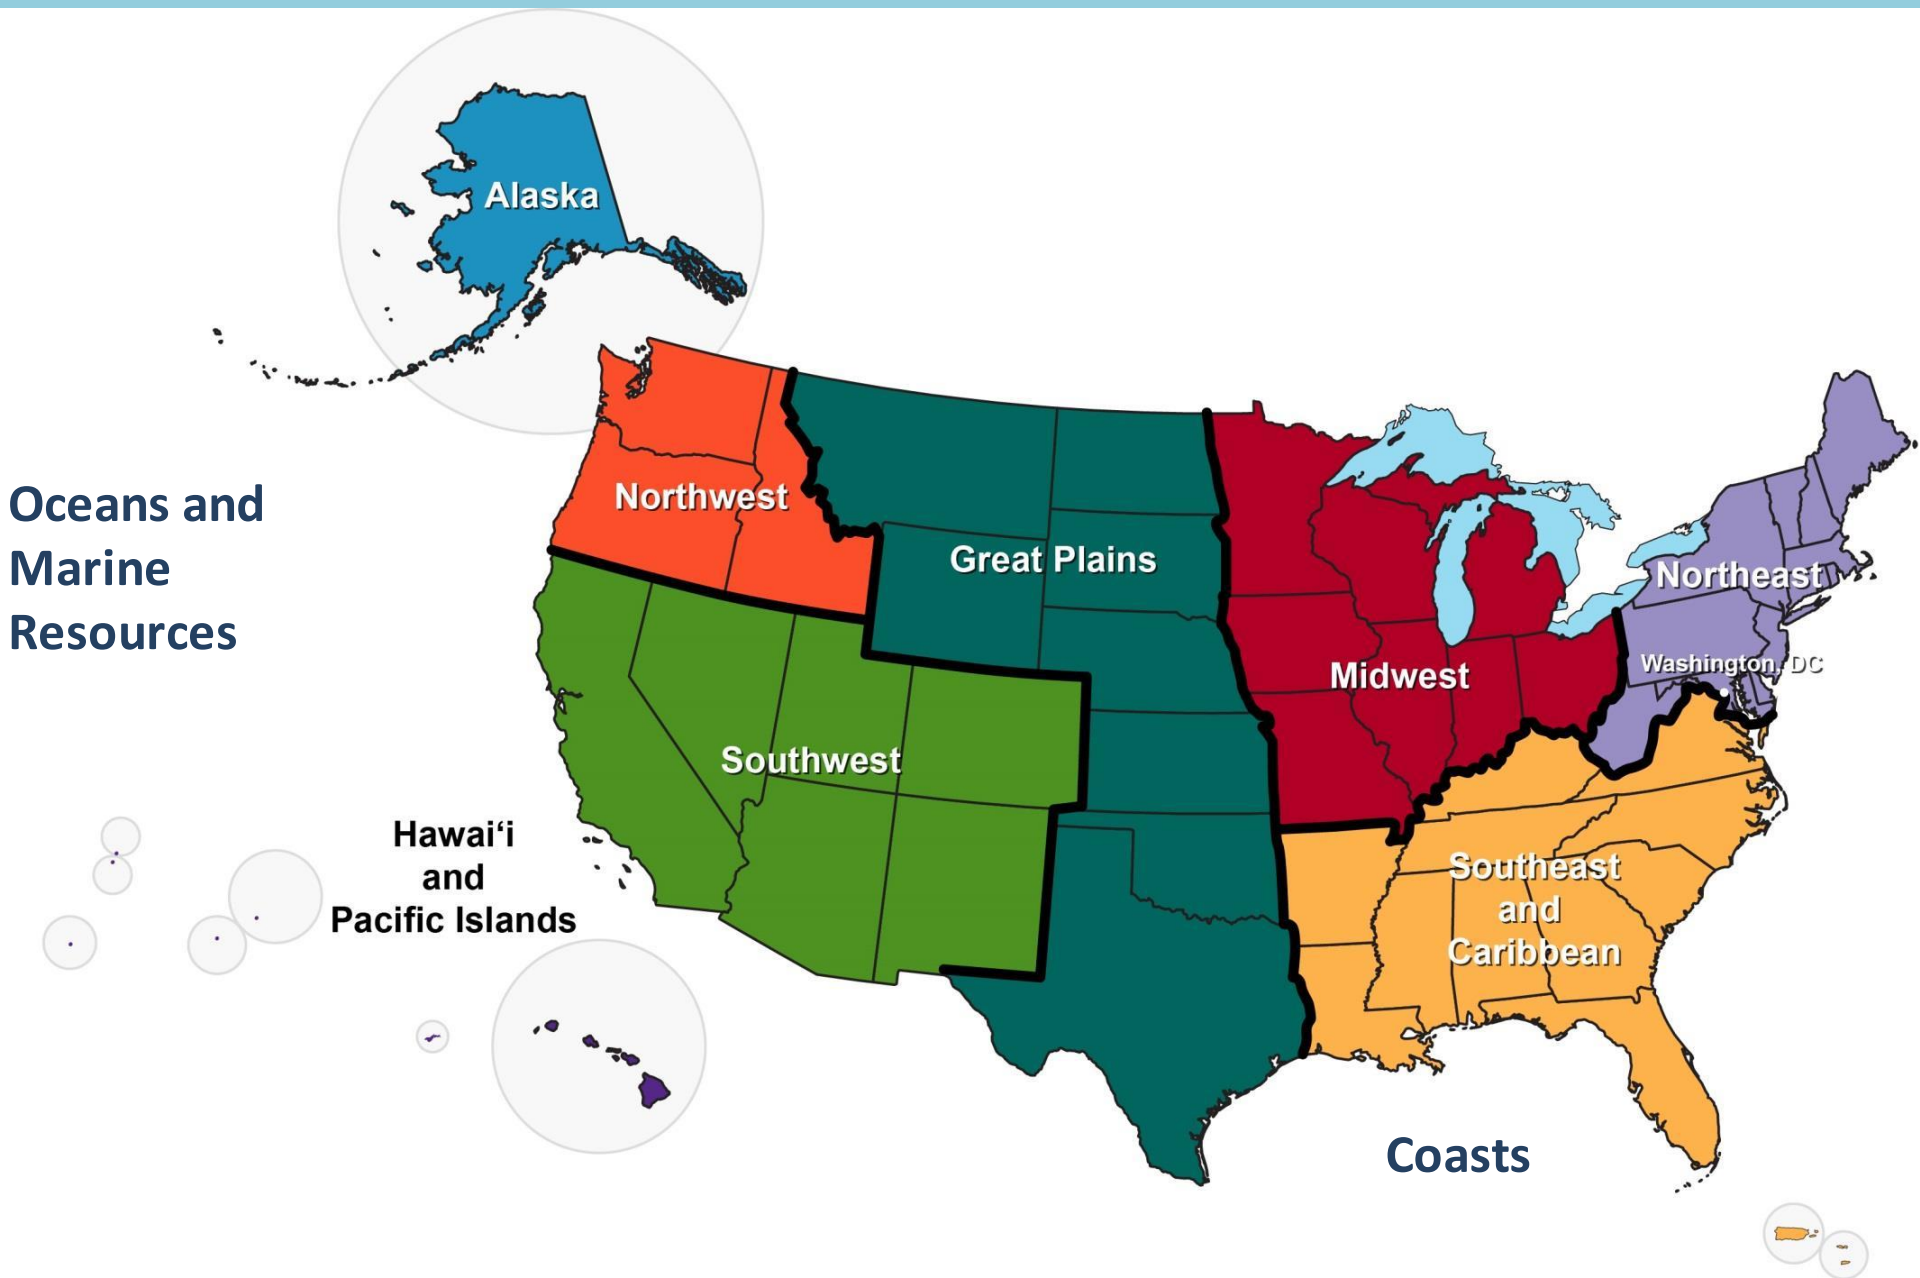 Alaska
Oceans and
Marine
Resources
Northwest
Great Plains
Northeast
Washington, DC
Midwest
Southwest
Hawai‘i
and
Pacific Islands
Southeast
and
Caribbean
Coasts